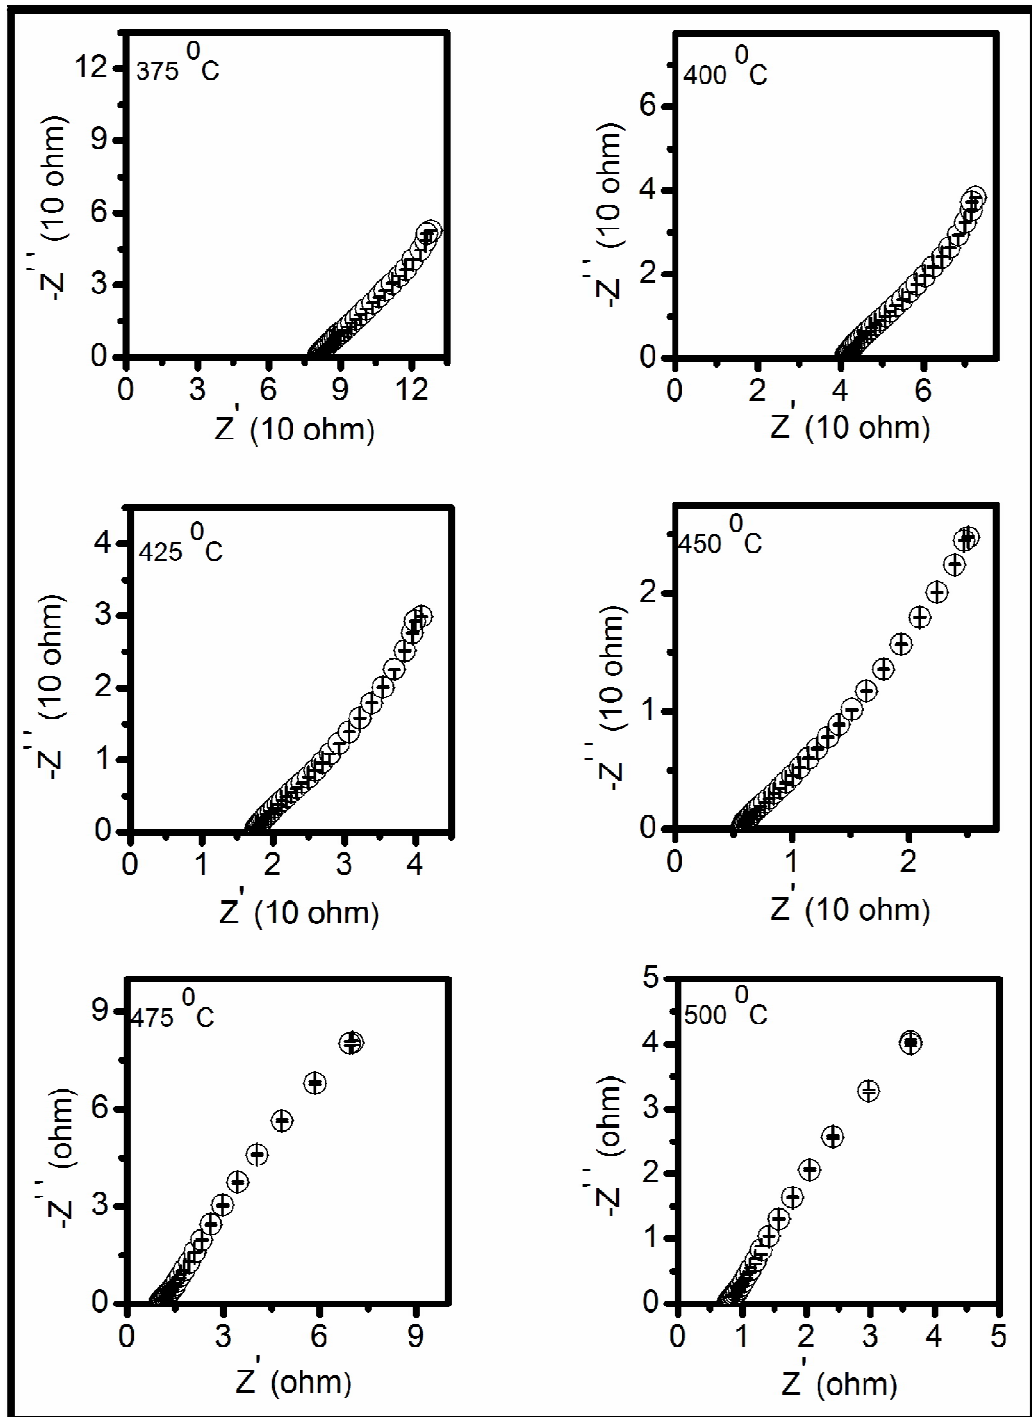 375 ⁰C
12
9
6
3
0
0 3 6 9 12
-Z'' (10 ohm)
Z' (10 ohm)
400 ⁰C
6
4
2
0
0 2 4 6
-Z'' (10 ohm)
Z' (10 ohm)
425 ⁰C
4
3
2
1
0
0 1 2 3 4
-Z'' (10 ohm)
Z' (10 ohm)
450 ⁰C
2
1
0
0 1 2
-Z'' (10 ohm)
Z' (10 ohm)
475 ⁰C
9
6
3
0
0 3 6 9
-Z'' (ohm)
Z' (ohm)
500 ⁰C
5
4
3
2
1
0
0 1 2 3 4 5
-Z'' (ohm)
Z' (ohm)